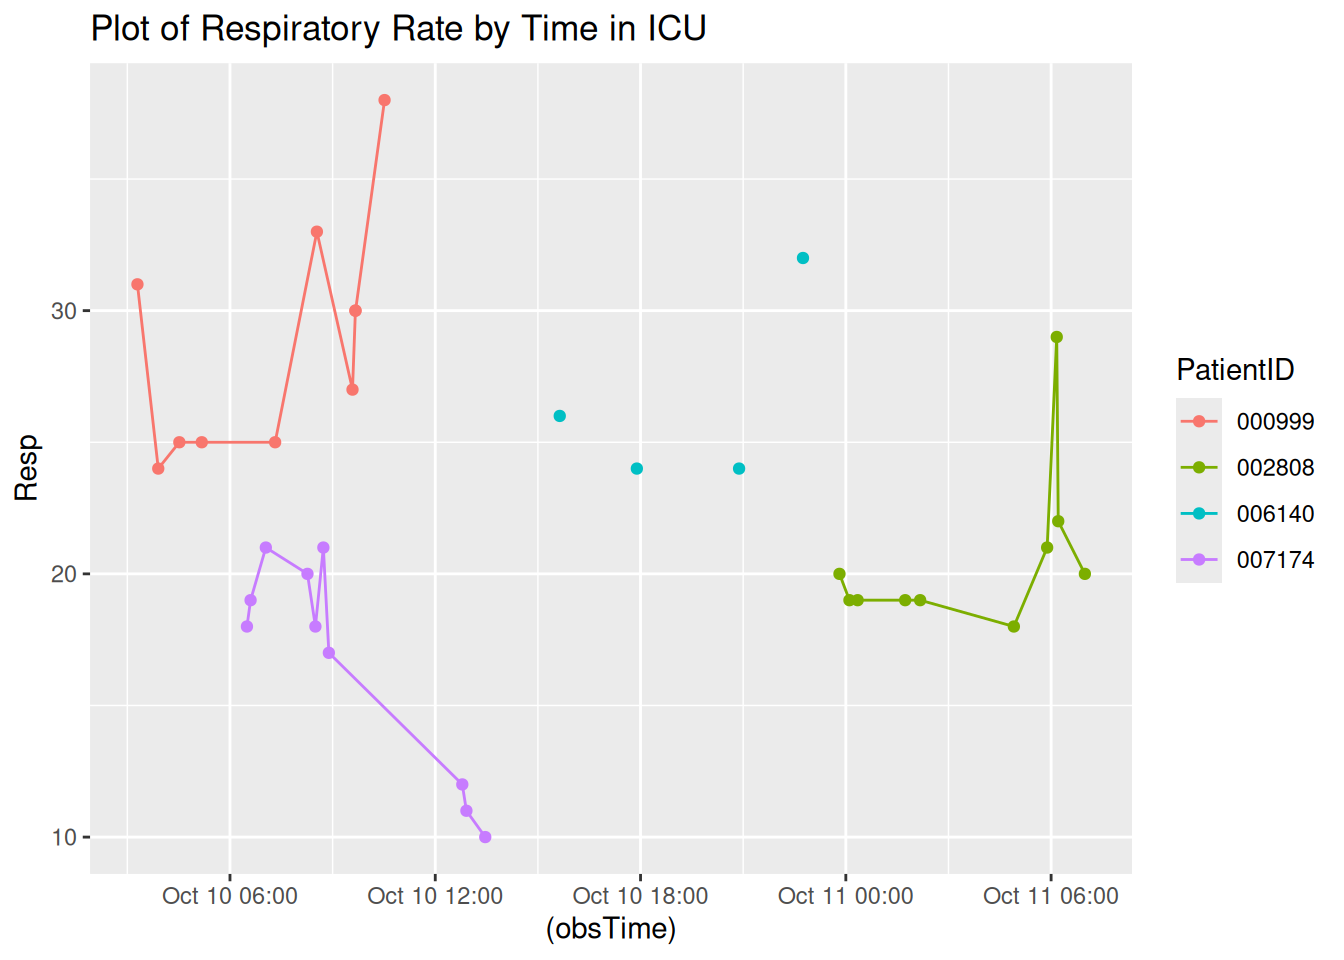 Plot of Respiratory Rate by Time in ICU
Resp
30
20
10
Oct 10 06:00
Oct 10 12:00
Oct 10 18:00
Oct 11 00:00
Oct 11 06:00
(obsTime)
PatientID
000999
002808
006140
007174